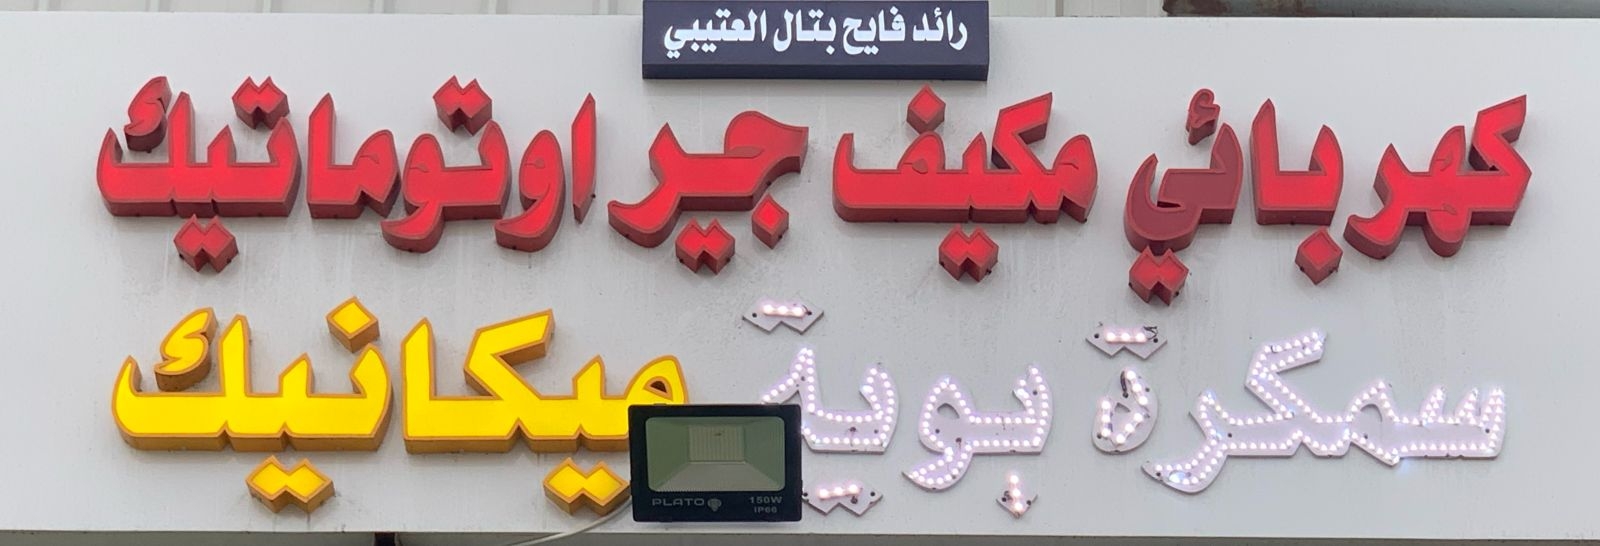 رائد فايح بتال العتيبي
كهربائي مكيف جير اوتوماتيك
سمكرة بوية ميكانيك
PLATO 150W
IP66